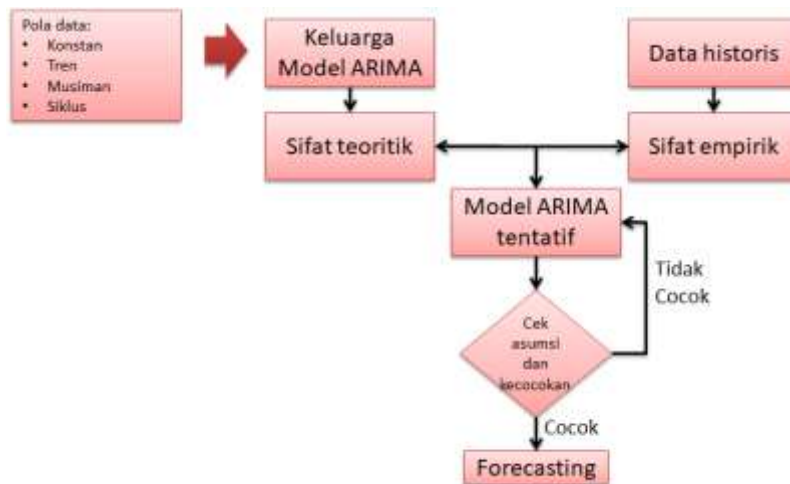 Pola data:
• Konstan
• Tren
• Musiman
• Siklus
Keluarga
Model ARIMA
Data historis
Sifat teoritik
Sifat empirik
Model ARIMA
tentatif
Tidak
Cocok
Cek
asumsi
dan
kecocokan
Cocok
Forecasting